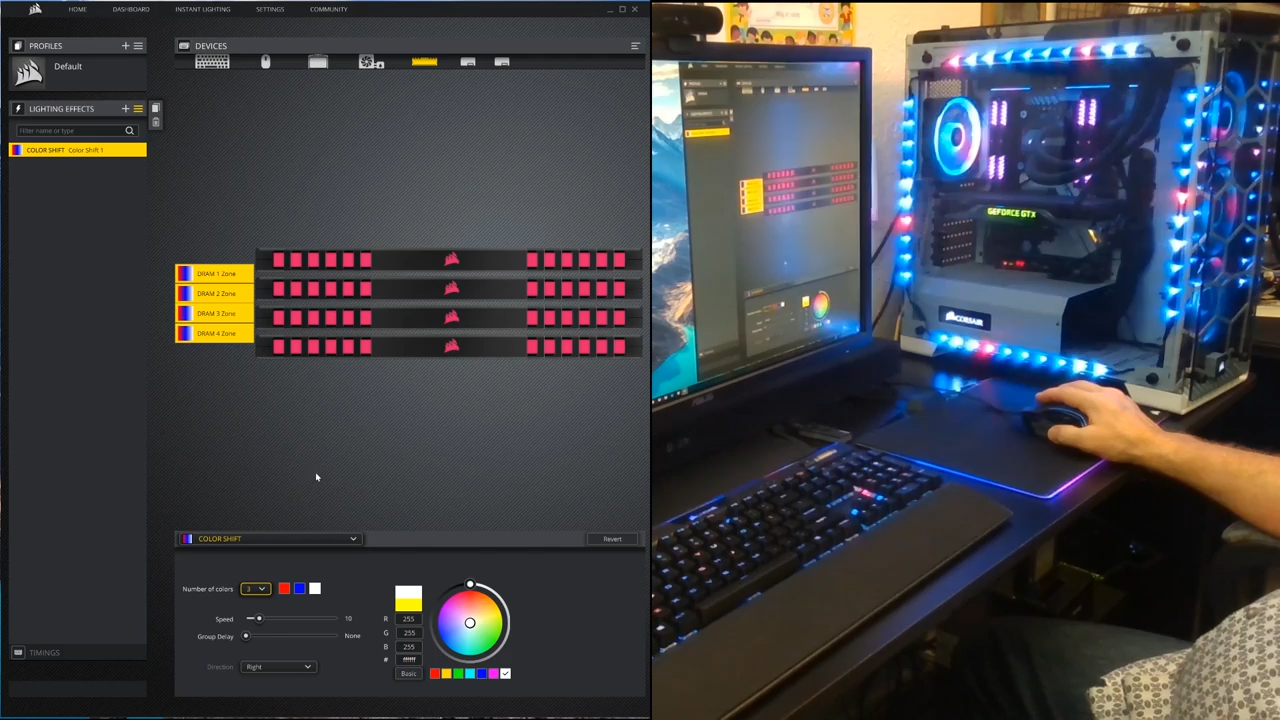 HOME DASHBOARD INSTANT LIGHTING SETTINGS COMMUNITY
PROFILES
Default
LIGHTING EFFECTS
Filter name or type
COLOR SHIFT Color Shift 1
TIMINGS
DEVICES
DRAM 1 Zone
DRAM 2 Zone
DRAM 3 Zone
DRAM 4 Zone
COLOR SHIFT
Revert
Number of colors 3
Speed 10
Group Delay None
Direction Right
R 255
G 255
B 255
# ffffff
Basic
GEFORCE GTX
CORSAIR
ASUS